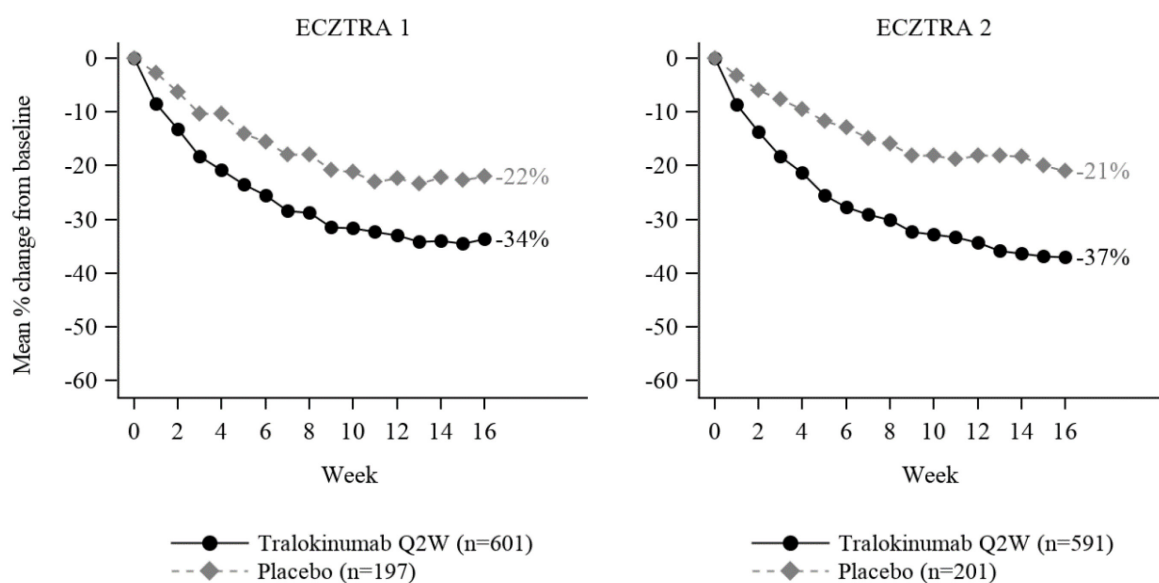 ECZTRA 1
Mean % change from baseline
0
-10
-20
-30
-40
-50
-60
-22%
-34%
0 2 4 6 8 10 12 14 16
Week
Tralokinumab Q2W (n=601)
Placebo (n=197)
ECZTRA 2
0
-10
-20
-30
-40
-50
-60
-21%
-37%
0 2 4 6 8 10 12 14 16
Week
Tralokinumab Q2W (n=591)
Placebo (n=201)